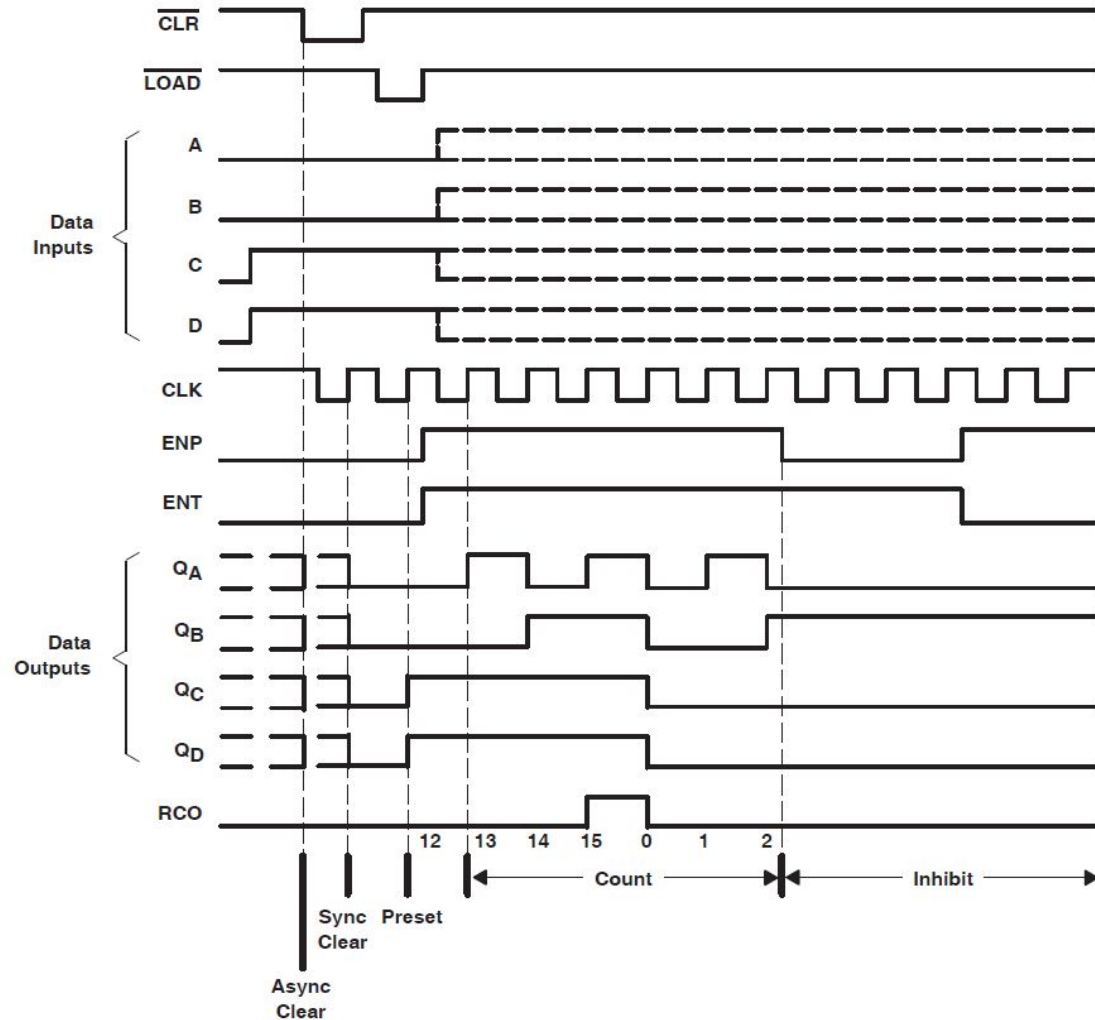 CLR
LOAD
A
B
Data
Inputs
C
D
CLK
ENP
ENT
QA
QB
Data
Outputs
QC
QD
RCO
12 13 14 15 0 1 2
Count
Inhibit
Sync
Clear
Preset
Async
Clear